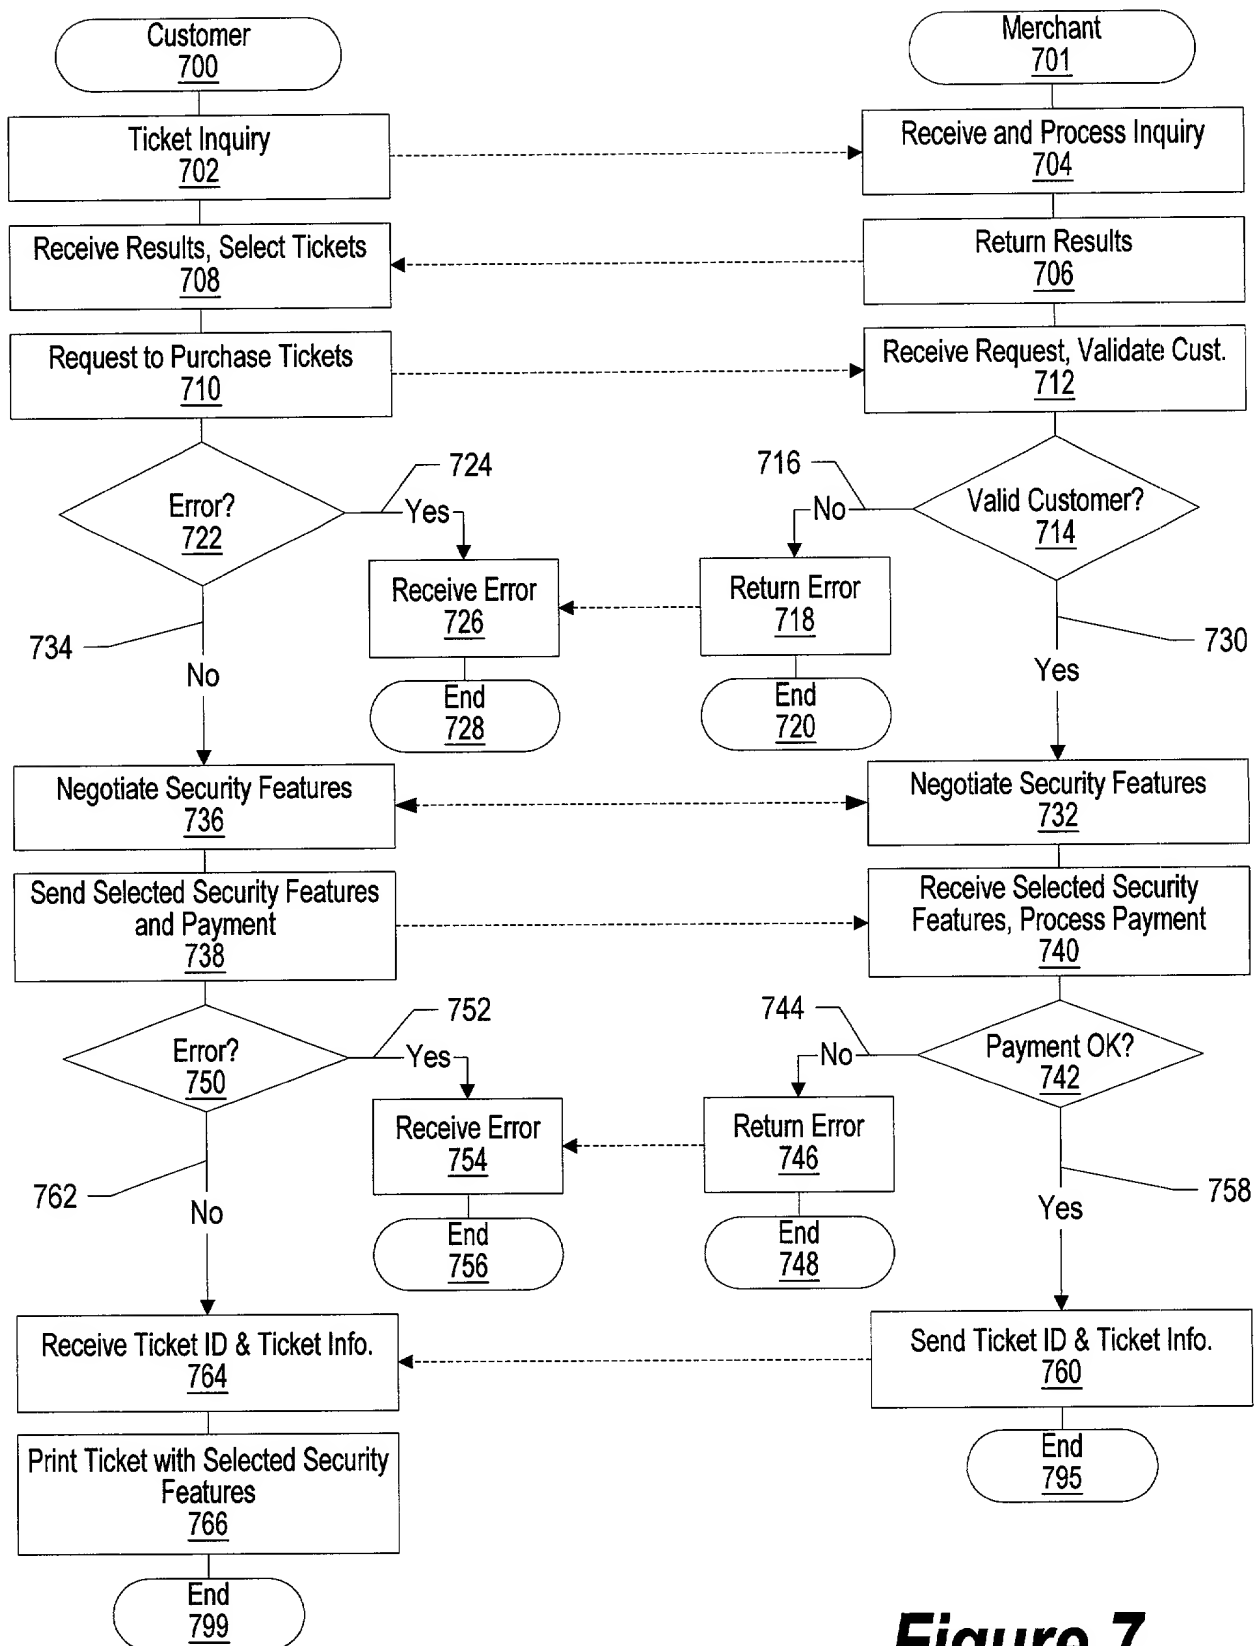 Customer
700
Merchant
701
Ticket Inquiry
702
Receive and Process Inquiry
704
Receive Results, Select Tickets
708
Return Results
706
Request to Purchase Tickets
710
Receive Request, Validate Cust.
712
Error?
722
724
Yes
716
No
Valid Customer?
714
Receive Error
726
Return Error
718
734
No
730
Yes
End
728
End
720
Negotiate Security Features
736
Negotiate Security Features
732
Send Selected Security Features
and Payment
738
Receive Selected Security
Features, Process Payment
740
Error?
750
752
Yes
744
No
Payment OK?
742
Receive Error
754
Return Error
746
762
No
758
Yes
End
756
End
748
Receive Ticket ID & Ticket Info.
764
Send Ticket ID & Ticket Info.
760
Print Ticket with Selected Security
Features
766
End
795
End
799
Figure 7